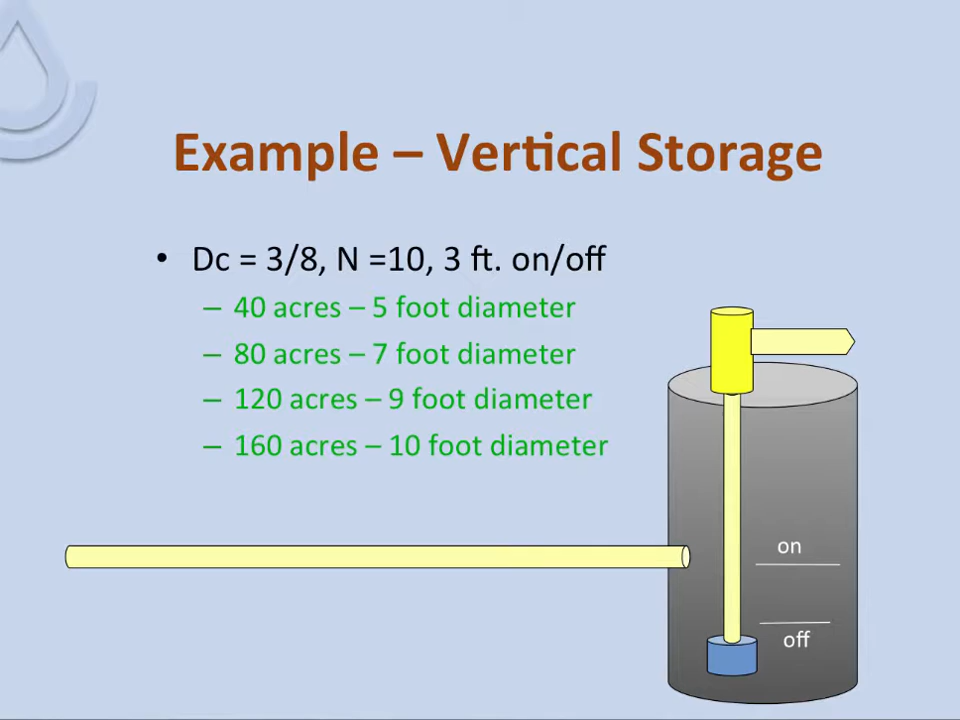 Example – Vertical Storage
• Dc = 3/8, N =10, 3 ft. on/off
– 40 acres – 5 foot diameter
– 80 acres – 7 foot diameter
– 120 acres – 9 foot diameter
– 160 acres – 10 foot diameter
on
off